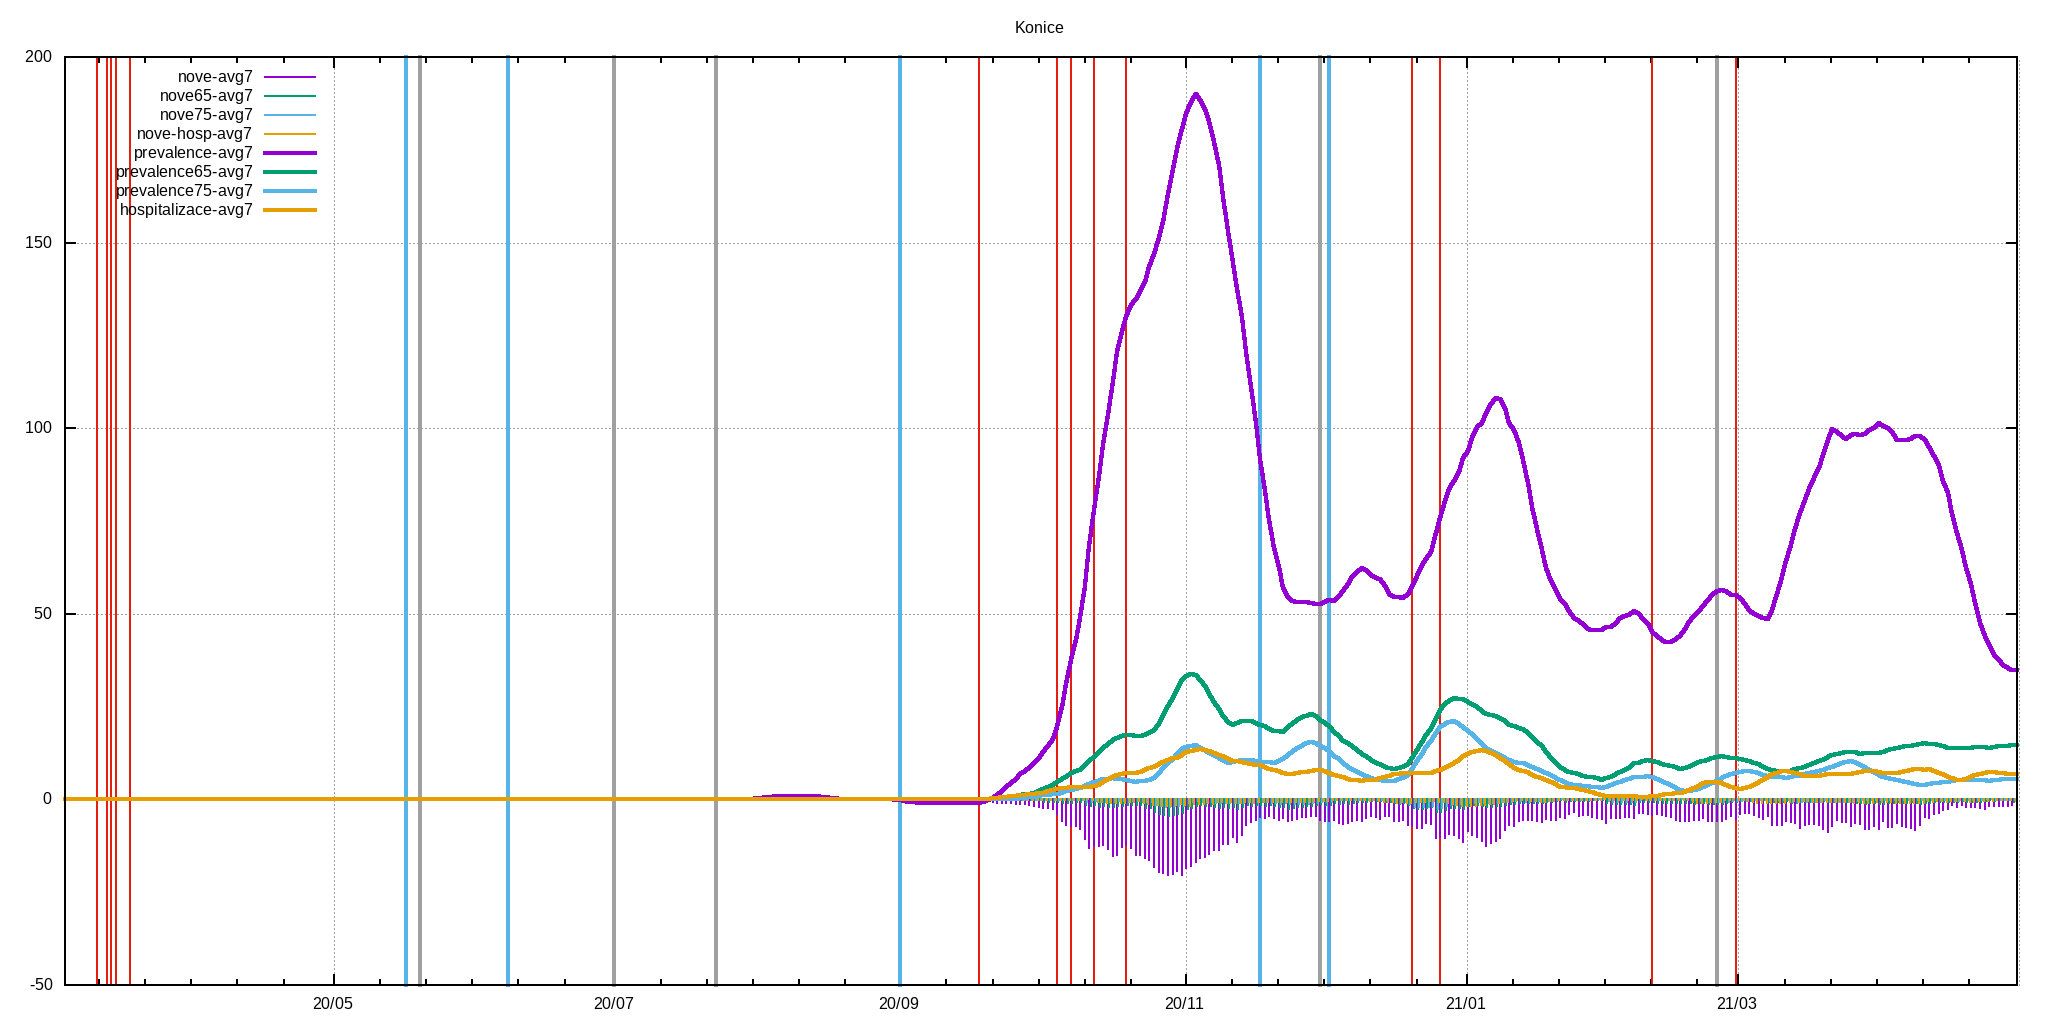 Konice
200
150
100
50
0
-50
nove-avg7
nove65-avg7
nove75-avg7
nove-hosp-avg7
prevalence-avg7
prevalence65-avg7
prevalence75-avg7
hospitalizace-avg7
20/05 20/07 20/09 20/11 21/01 21/03